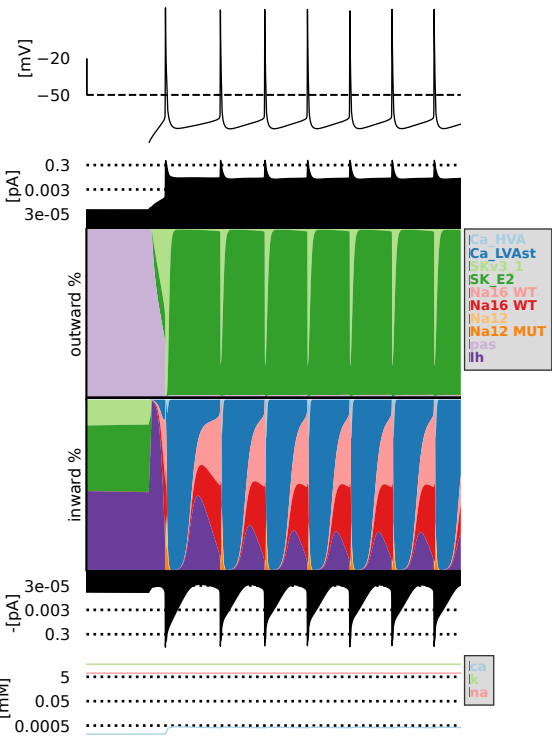 [mV]
−20
−50
[pA]
0.3
0.003
3e-05
outward %
Ca_HVA
Ca_LVAst
SKv3_1
SK_E2
Na16 WT
Na16 WT
Na12
Na12 MUT
pas
Ih
inward %
-[pA]
3e-05
0.003
0.3
[mM]
5
0.05
0.0005
ca
k
na